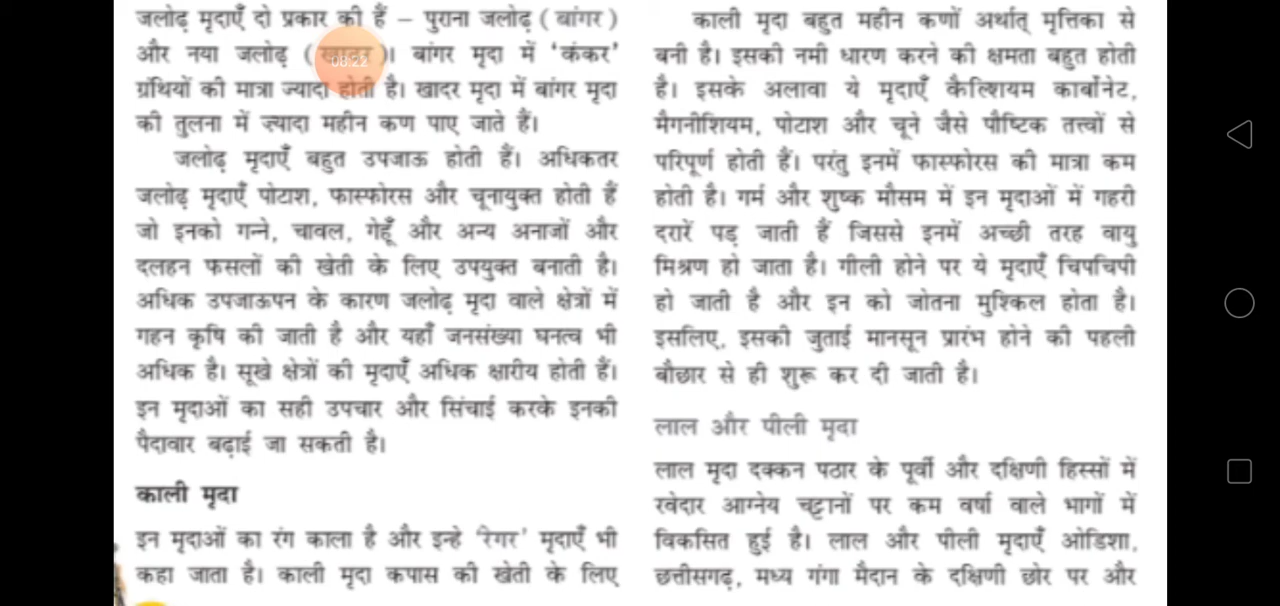 जलोढ़ मृदाएँ दो प्रकार की हैं – पुराना जलोढ़ (बांगर)
और नया जलोढ़ (खादर)। बांगर मृदा में ‘कंकर’
ग्रंथियों की मात्रा ज्यादा होती है। खादर मृदा में बांगर मृदा
की तुलना में ज़्यादा महीन कण पाए जाते हैं।
जलोढ़ मृदाएँ बहुत उपजाऊ होती हैं। अधिकतर
जलोढ़ मृदाएँ पोटाश, फास्फोरस और चूनायुक्त होती हैं
जो इनको गन्ने, चावल, गेहूँ और अन्य अनाजों और
दलहन फसलों की खेती के लिए उपयुक्त बनाती है।
अधिक उपजाऊपन के कारण जलोढ़ मृदा वाले क्षेत्रों में
गहन कृषि की जाती है और यहाँ जनसंख्या घनत्व भी
अधिक है। सूखे क्षेत्रों की मृदाएँ अधिक क्षारीय होती हैं।
इन मृदाओं का सही उपचार और सिंचाई करके इनकी
पैदावार बढ़ाई जा सकती है।
काली मृदा
इन मृदाओं का रंग काला है और इन्हे ‘रेगर’ मृदाएँ भी
कहा जाता है। काली मृदा कपास की खेती के लिए
काली मृदा बहुत महीन कणों अर्थात् मृत्तिका से
बनी है। इसकी नमी धारण करने की क्षमता बहुत होती
है। इसके अलावा ये मृदाएँ कैल्शियम कार्बोनेट,
मैगनीशियम, पोटाश और चूने जैसे पौष्टिक तत्त्वों से
परिपूर्ण होती हैं। परंतु इनमें फास्फोरस की मात्रा कम
होती है। गर्म और शुष्क मौसम में इन मृदाओं में गहरी
दरारें पड़ जाती हैं जिससे इनमें अच्छी तरह वायु
मिश्रण हो जाता है। गीली होने पर ये मृदाएँ चिपचिपी
हो जाती है और इन को जोतना मुश्किल होता है।
इसलिए, इसकी जुताई मानसून प्रारंभ होने की पहली
बौछार से ही शुरू कर दी जाती है।
लाल और पीली मृदा
लाल मृदा दक्कन पठार के पूर्वी और दक्षिणी हिस्सों में
रवेदार आग्नेय चट्टानों पर कम वर्षा वाले भागों में
विकसित हुई है। लाल और पीली मृदाएँ ओडिशा,
छत्तीसगढ़, मध्य गंगा मैदान के दक्षिणी छोर पर और
08:22